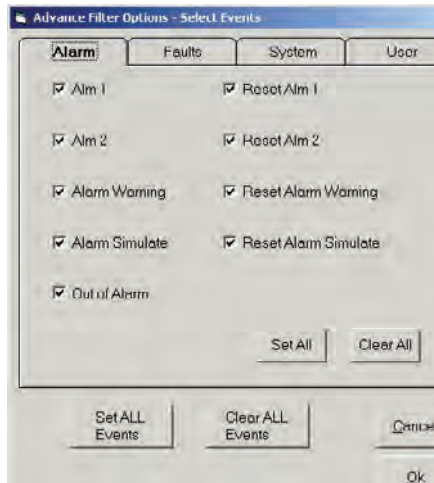 Advance Filter Options - Select Events
Alarm Faults System User
Alm 1 Reset Alm 1
Alm 2 Reset Alm 2
Alarm Warning Reset Alarm Warning
Alarm Simulate Reset Alarm Simulate
Out of Alarm
Set All Clear All
Set ALL Events Clear ALL Events Cance
Ok